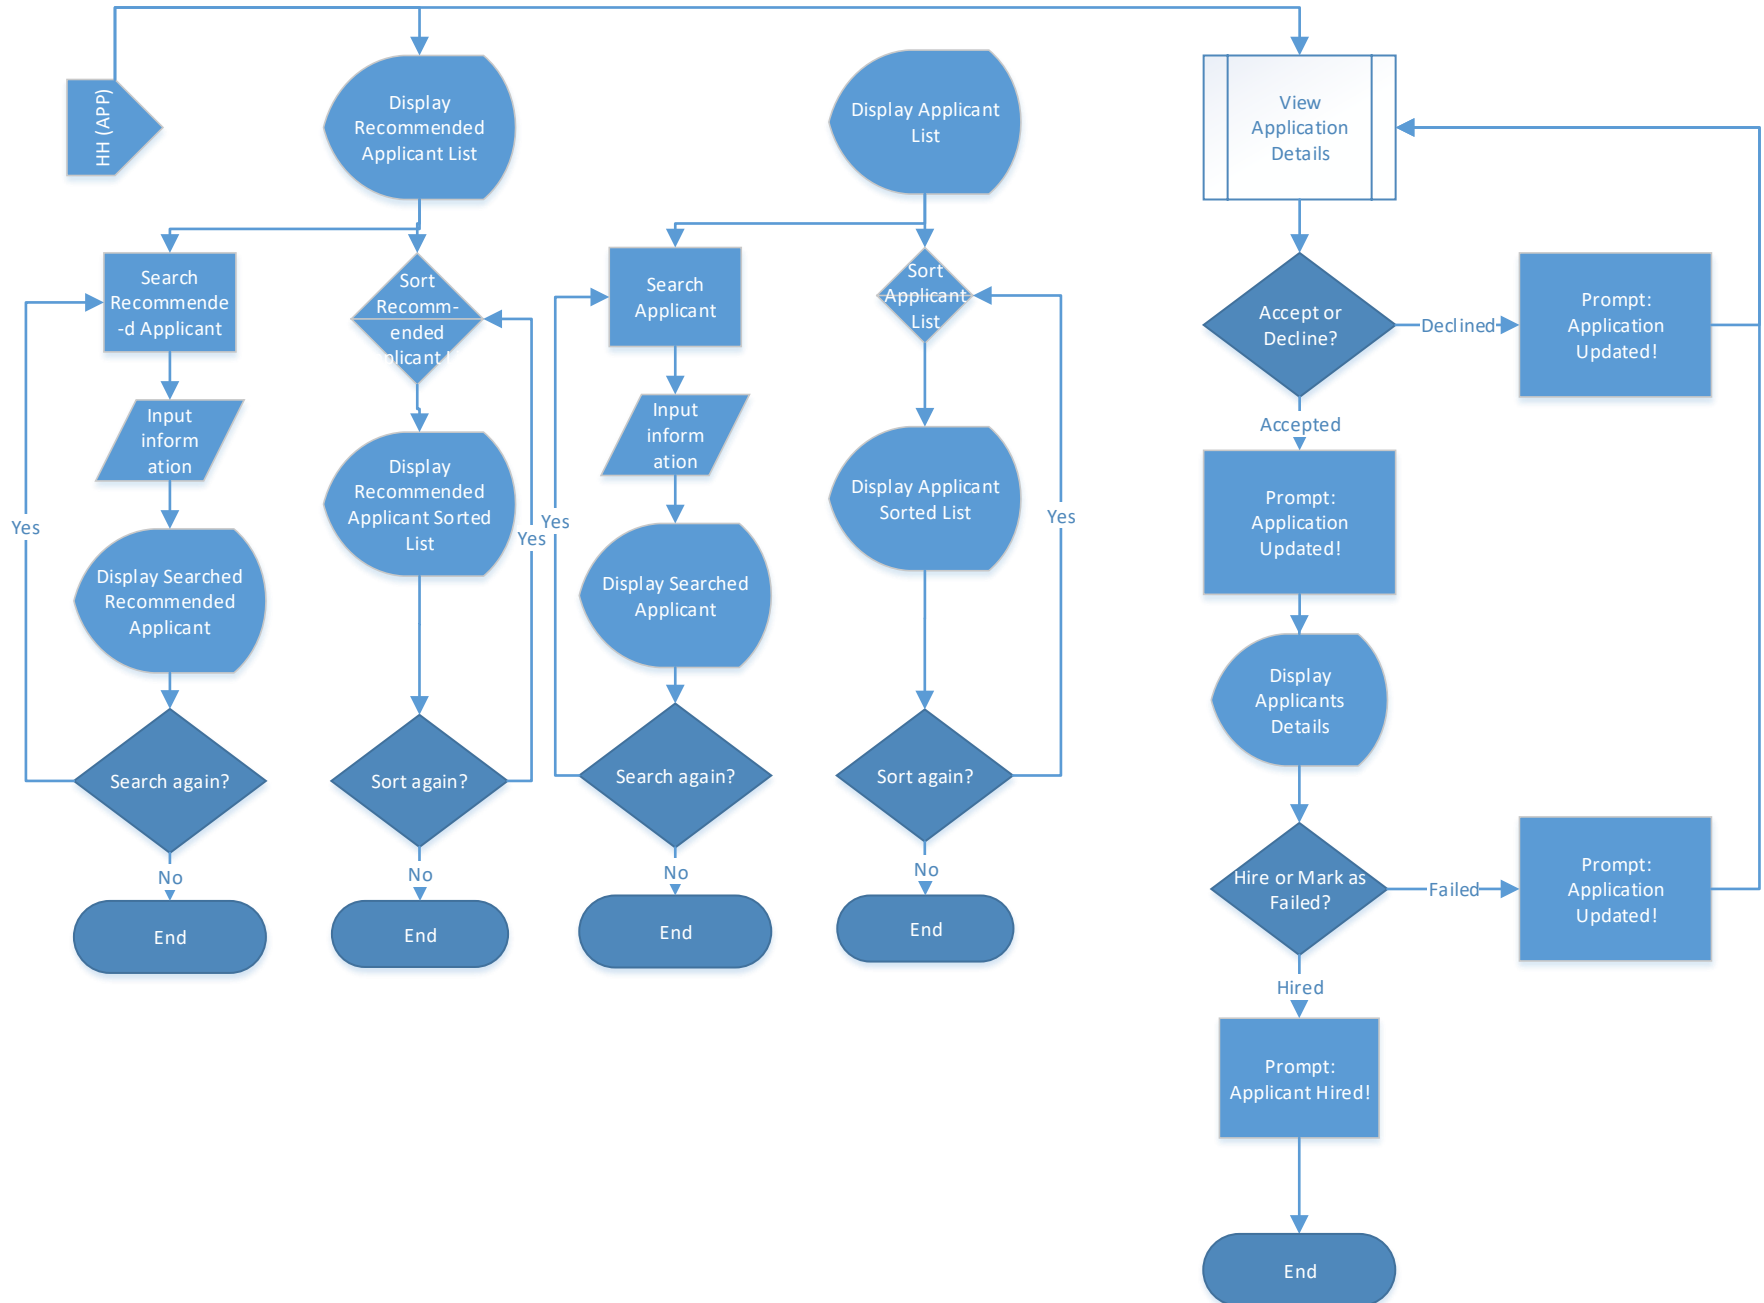 HH (APP)
Display
Recommended
Applicant List
Search
Recommende
-d Applicant
Input
inform
ation
Display Searched
Recommended
Applicant
Search again?
Yes
No
End
Sort
Recomm-
ended
Display
Recommended
Applicant Sorted
List
Sort again?
Yes
No
End
Display Applicant
List
Search
Applicant
Input
inform
ation
Display Searched
Applicant
Search again?
Yes
No
End
Sort
Applicant
List
Display Applicant
Sorted List
Sort again?
Yes
No
End
View
Application
Details
Accept or
Decline?
Declined
Prompt:
Application
Updated!
Accepted
Prompt:
Application
Updated!
Display
Applicants
Details
Hire or Mark as
Failed?
Failed
Prompt:
Application
Updated!
Hired
Prompt:
Applicant Hired!
End